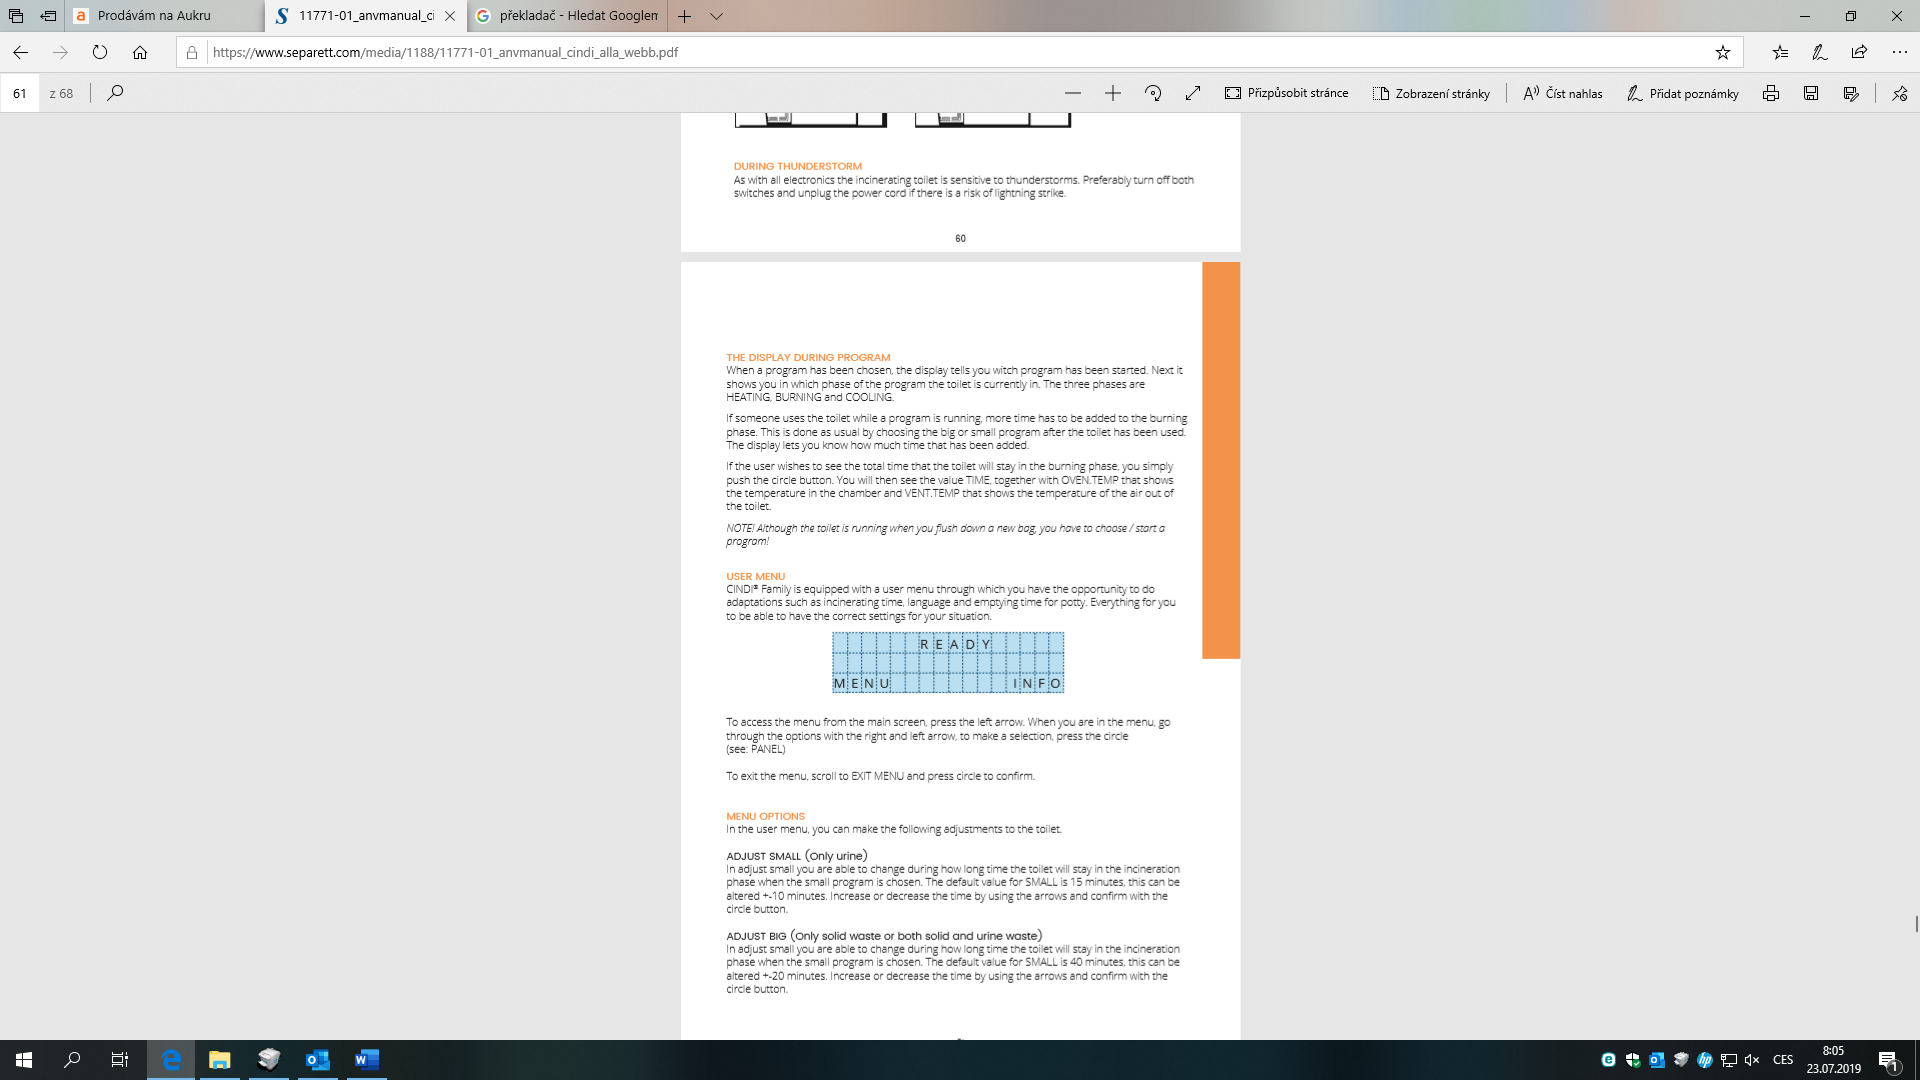 Prodávám na Aukru
11771-01_anvmanual_ci
překladač - Hledat Googlem
https://www.separett.com/media/1188/11771-01_anvmanual_cindi_alla_webb.pdf
61 z 68
Přizpůsobit stránce
Zobrazení stránky
Číst nahlas
Přidat poznámky
DURING THUNDERSTORM
As with all electronics the incinerating toilet is sensitive to thunderstorms. Preferably turn off both
switches and unplug the power cord if there is a risk of lightning strike.
60
THE DISPLAY DURING PROGRAM
When a program has been chosen, the display tells you witch program has been started. Next it
shows you in which phase of the program the toilet is currently in. The three phases are
HEATING, BURNING and COOLING.
If someone uses the toilet while a program is running, more time has to be added to the burning
phase. This is done as usual by choosing the big or small program after the toilet has been used.
The display lets you know how much time that has been added.
If the user wishes to see the total time that the toilet will stay in the burning phase, you simply
push the circle button. You will then see the value TIME, together with OVEN.TEMP that shows
the temperature in the chamber and VENT.TEMP that shows the temperature of the air out of
the toilet.
NOTE! Although the toilet is running when you flush down a new bag, you have to choose / start a
program!
USER MENU
CINDI® Family is equipped with a user menu through which you have the opportunity to do
adaptations such as incinerating time, language and emptying time for potty. Everything for you
to be able to have the correct settings for your situation.
READY
MENU INFO
To access the menu from the main screen, press the left arrow. When you are in the menu, go
through the options with the right and left arrow, to make a selection, press the circle
(see: PANEL)
To exit the menu, scroll to EXIT MENU and press circle to confirm.
MENU OPTIONS
In the user menu, you can make the following adjustments to the toilet.
ADJUST SMALL (Only urine)
In adjust small you are able to change during how long time the toilet will stay in the incineration
phase when the small program is chosen. The default value for SMALL is 15 minutes, this can be
altered +-10 minutes. Increase or decrease the time by using the arrows and confirm with the
circle button.
ADJUST BIG (Only solid waste or both solid and urine waste)
In adjust small you are able to change during how long time the toilet will stay in the incineration
phase when the small program is chosen. The default value for SMALL is 40 minutes, this can be
altered +-20 minutes. Increase or decrease the time by using the arrows and confirm with the
circle button.
CES
8:05
23.07.2019
1